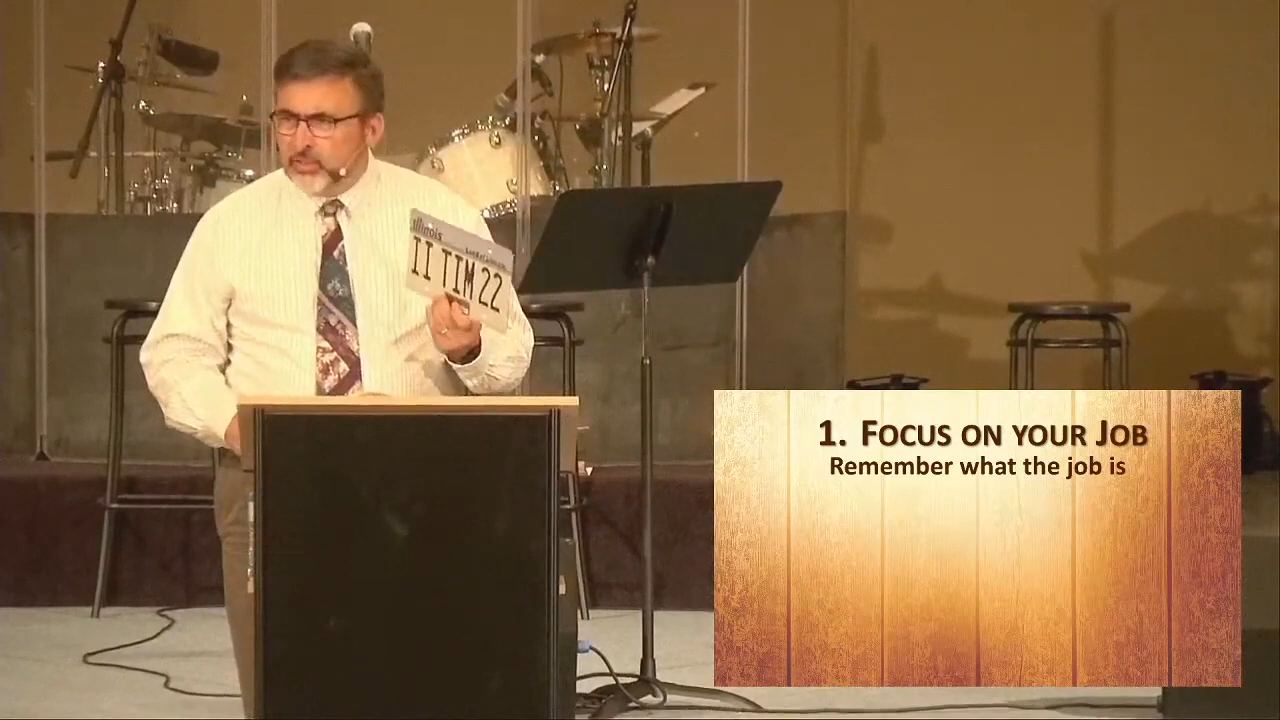 Illinois
II TIM 22
1. FOCUS ON YOUR JOB
Remember what the job is